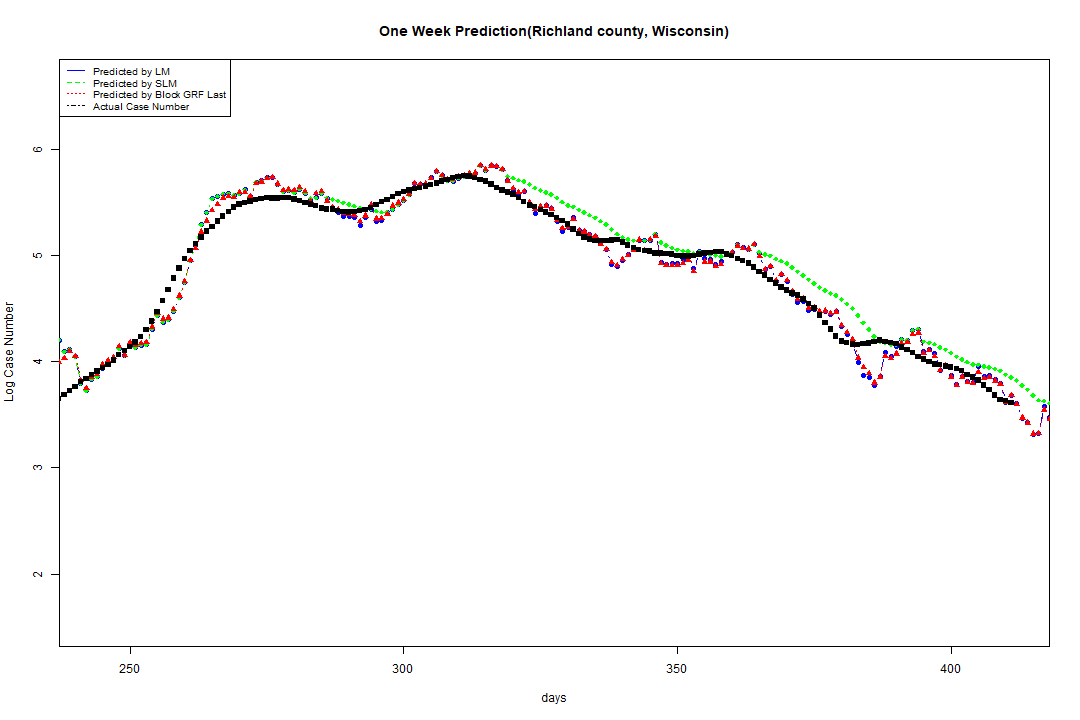 One Week Prediction(Richland county, Wisconsin)
Predicted by LM
Predicted by SLM
Predicted by Block GRF Last
Actual Case Number
6
5
4
3
2
Log Case Number
250 300 350 400
days